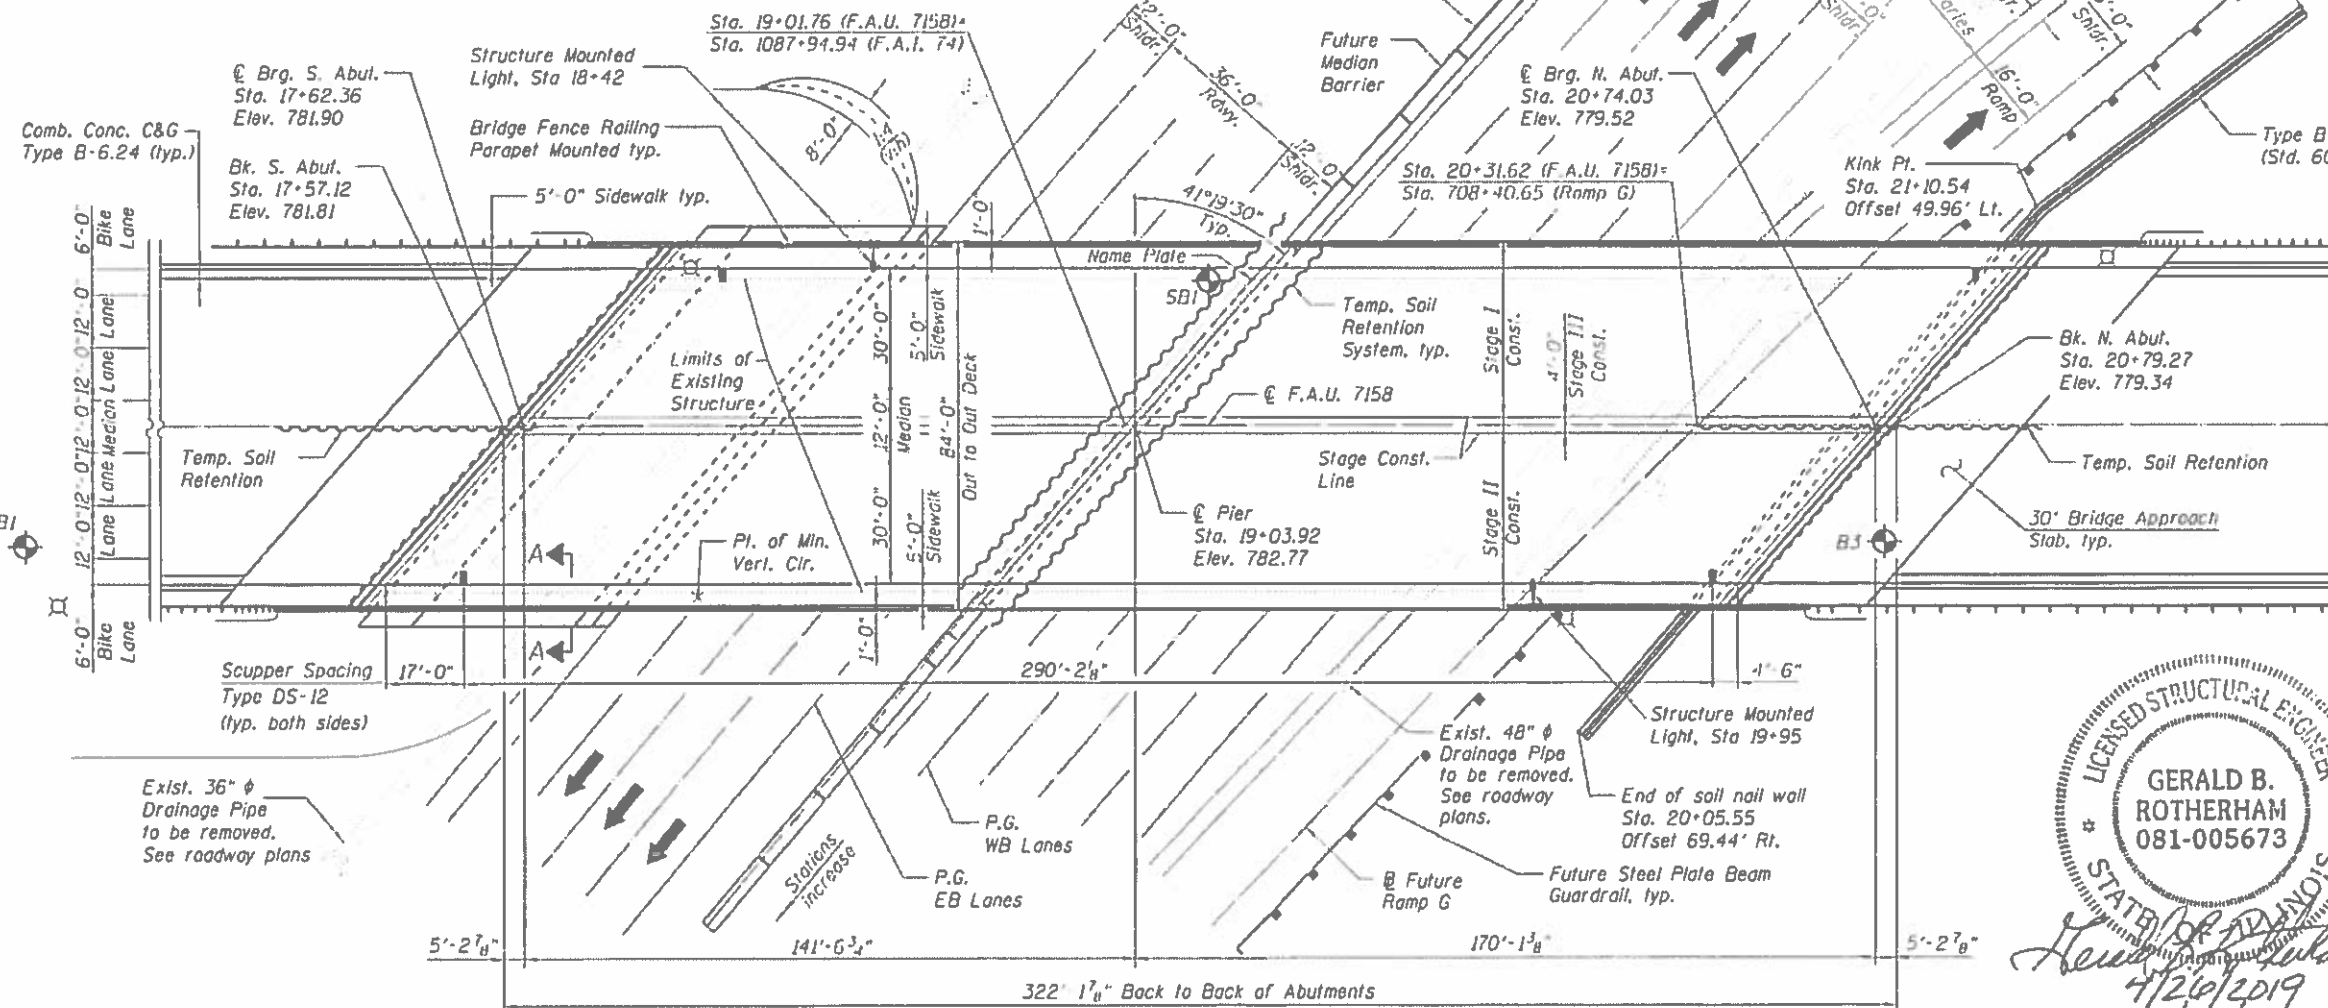 Sta. 19+01.76 (F.A.U. 7158)=
Sta. 1087+94.94 (F.A.I. 74)
Structure Mounted
Light, Sta 18+42
Bridge Fence Railing
Parapet Mounted typ.
℄ Brg. S. Abut.
Sta. 17+62.36
Elev. 781.90
Comb. Conc. C&G
Type B-6.24 (typ.)
Bk. S. Abut.
Sta. 17+57.12
Elev. 781.81
5'-0" Sidewalk typ.
8'-0"
12'-0"
Shldr.
36'-0"
Rdwy.
12'-0"
Shldr.
41°19'30"
Typ.
Future
Median
Barrier
℄ Brg. N. Abut.
Sta. 20+74.03
Elev. 779.52
Sta. 20+31.62 (F.A.U. 7158)=
Sta. 708+40.65 (Ramp G)
Shldr.
Shldr.
16'-0"
Ramp
Kink Pt.
Sta. 21+10.54
Offset 49.96' Lt.
Type B
(Std.
6'-0"
Bike
Lane
12'-0"
Lane
12'-0"
Lane
12'-0"
Median
12'-0"
Lane
12'-0"
Lane
6'-0"
Bike
Lane
1'-0"
Name Plate
SB1
Temp. Soil
Retention
System, typ.
Limits of
Existing
Structure
30'-0"
12'-0"
Median
30'-0"
5'-0"
Sidewalk
84'-0"
Out to Out Deck
5'-0"
Sidewalk
1'-0"
℄ F.A.U. 7158
Stage I
Const.
Stage II
Const.
4'-0"
Stage III
Const.
Stage Const.
Line
Bk. N. Abut.
Sta. 20+79.27
Elev. 779.34
Temp. Soil
Retention
Temp. Soil Retention
℄ Pier
Sta. 19+03.92
Elev. 782.77
30' Bridge Approach
Slab, typ.
B3
A
A
Pt. of Min.
Vert. Clr.
Scupper Spacing
Type DS-12
(typ. both sides)
17'-0"
290'-2⅛"
4'-6"
Exist. 36" ϕ
Drainage Pipe
to be removed.
See roadway plans
Stations
Increase
P.G.
WB Lanes
P.G.
EB Lanes
Exist. 48" ϕ
Drainage Pipe
to be removed.
See roadway
plans.
Structure Mounted
Light, Sta 19+95
End of soil nail wall
Sta. 20+05.55
Offset 69.44' Rt.
Future Steel Plate Beam
Guardrail, typ.
Future
Ramp G
5'-2⅞"
141'-6¾"
170'-1⅜"
5'-2⅞"
322'-1⅞" Back to Back of Abutments
LICENSED STRUCTURAL ENGINEER
GERALD B.
ROTHERHAM
081-005673
STATE OF ILLINOIS
4/26/2019